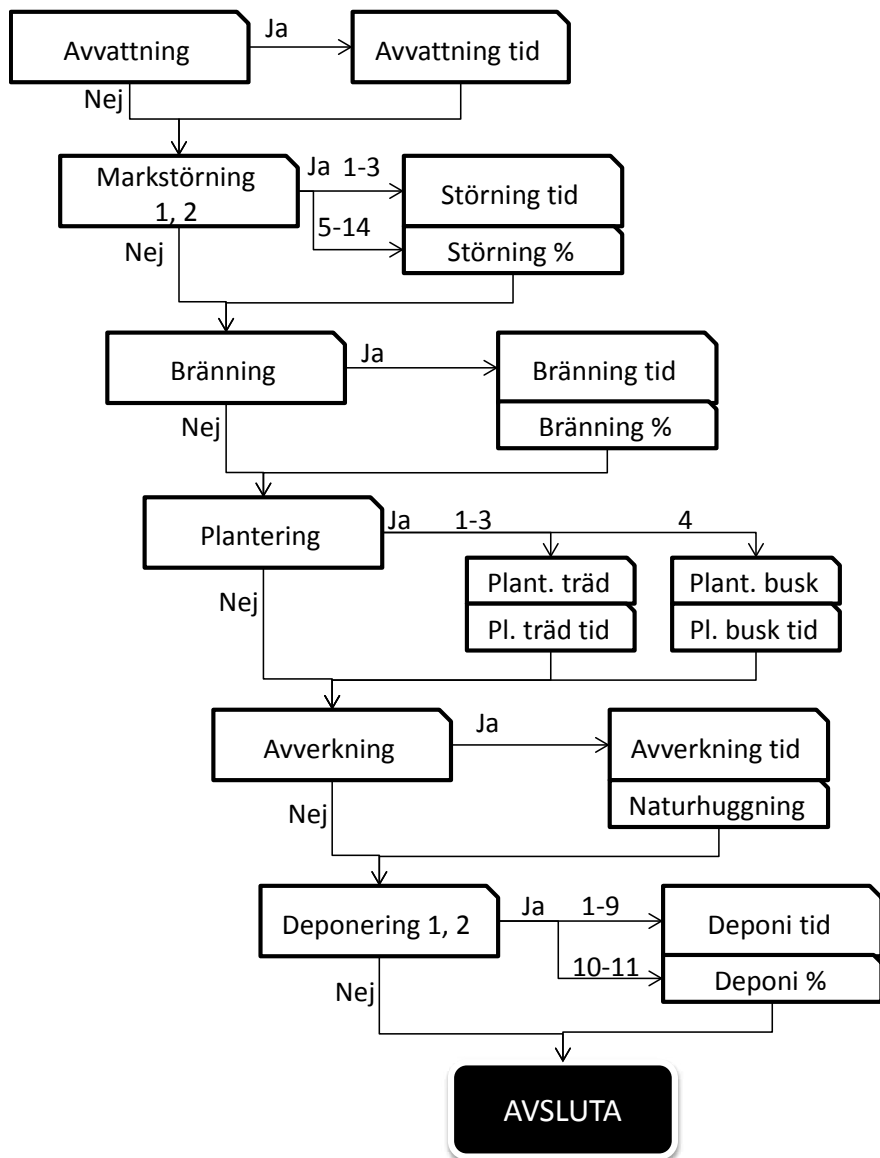 Avvattning
Ja
Avvattning tid
Nej
Markstörning
1, 2
Ja 1-3
Störning tid
5-14
Störning %
Nej
Bränning
Ja
Bränning tid
Bränning %
Nej
Plantering
Ja
1-3
4
Plant. träd
Plant. busk
Pl. träd tid
Pl. busk tid
Nej
Avverkning
Ja
Avverkning tid
Naturhuggning
Nej
Deponering 1, 2
Ja
1-9
Deponi tid
10-11
Deponi %
Nej
AVSLUTA